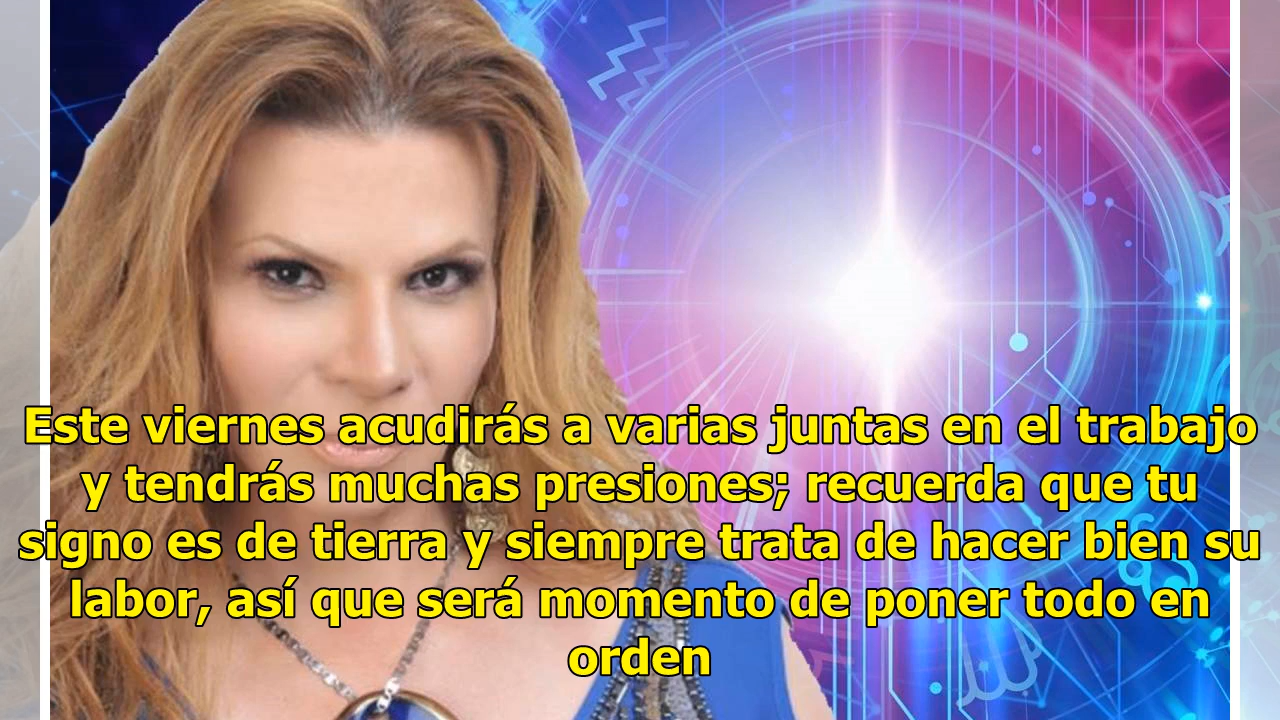 Este viernes acudirás a varias juntas en el trabajo
y tendrás muchas presiones; recuerda que tu
signo es de tierra y siempre trata de hacer bien su
labor, así que será momento de poner todo en
orden